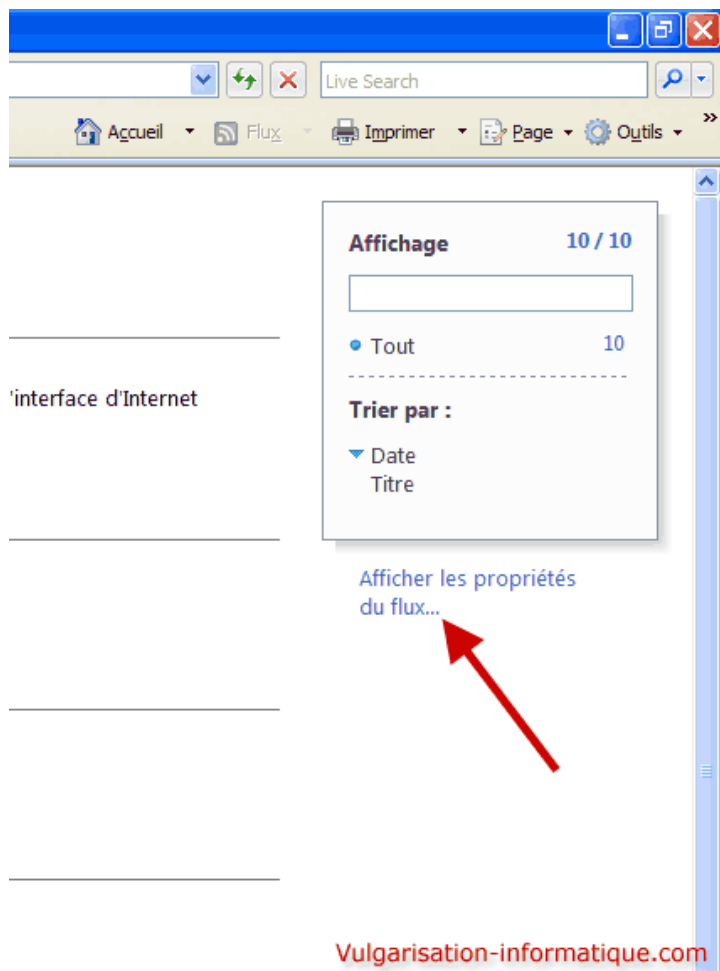 Live Search
Accueil Flux Imprimer Page Outils »
Affichage 10 / 10
Tout 10
'interface d'Internet
Trier par :
Date
Titre
Afficher les propriétés
du flux...
Vulgarisation-informatique.com